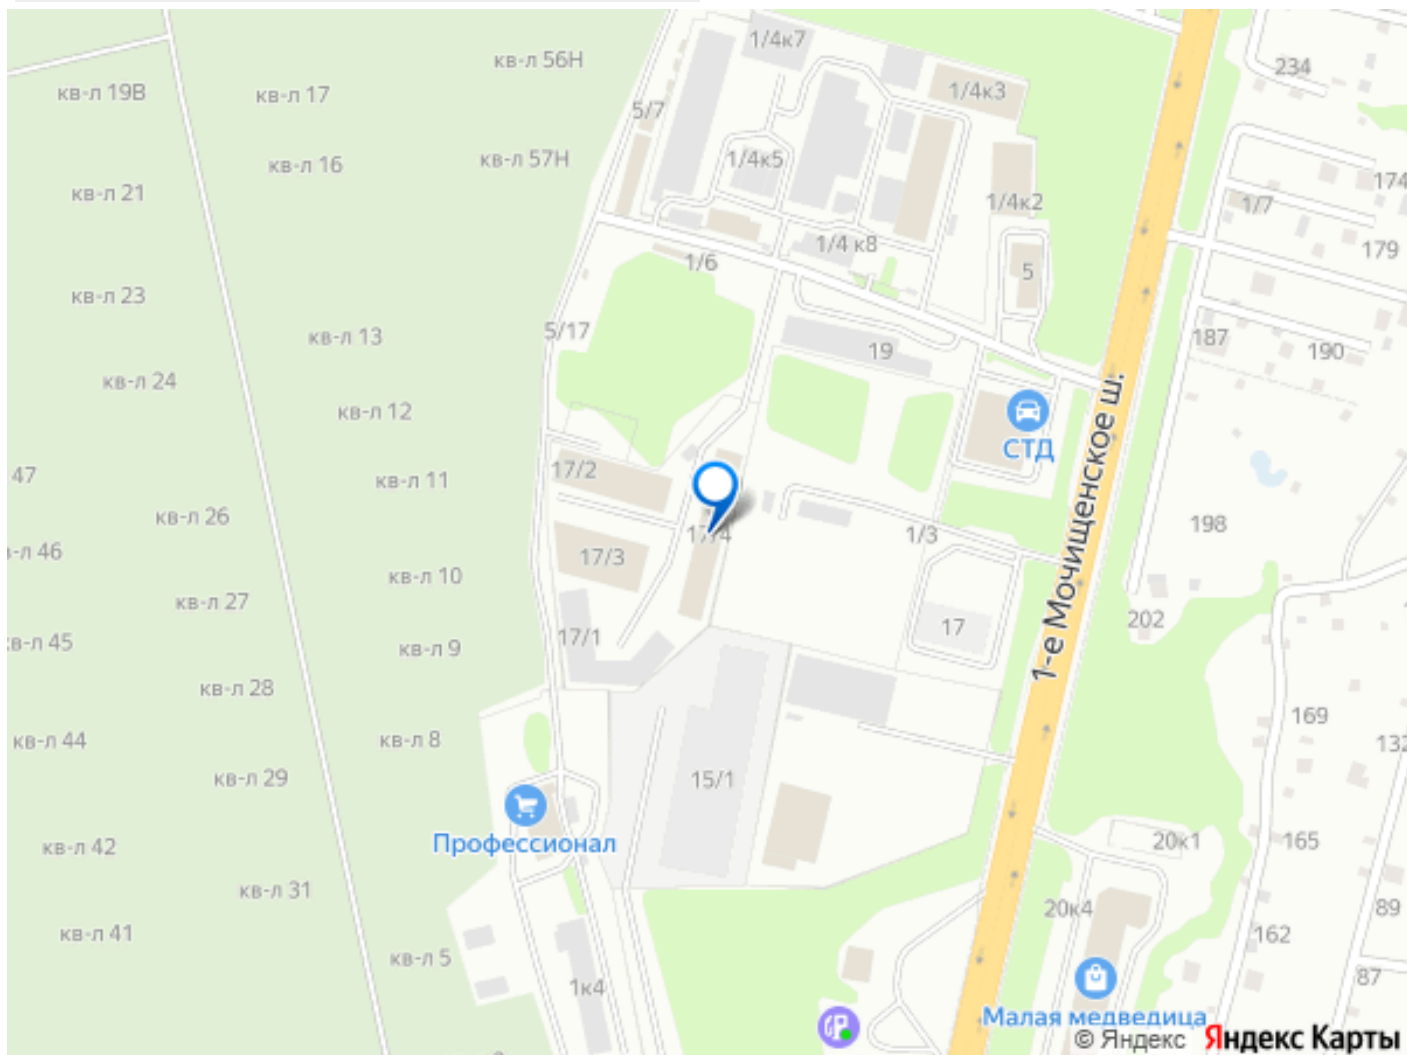 1/4к7
кв-л 56Н
234
кв-л 19В
кв-л 17
1/4к3
5/7
кв-л 57Н
1/4к5
кв-л 16
174
кв-л 21
1/4к2
1/7
1/4 к8
179
1/6
5
кв-л 23
5/17
кв-л 13
187
19
190
кв-л 24
кв-л 12
СТД
1-е Мочищенское ш.
47
17/2
кв-л 11
кв-л 26
198
17/4
1/3
46
17/3
кв-л 10
кв-л 27
202
17
17/1
кв-л 45
кв-л 9
кв-л 28
169
кв-л 44
кв-л 8
132
кв-л 29
15/1
Профессионал
20к1
165
кв-л 42
кв-л 31
20к4
89
кв-л 41
162
кв-л 5
87
1к4
Малая медведица
© Яндекс Яндекс Карты